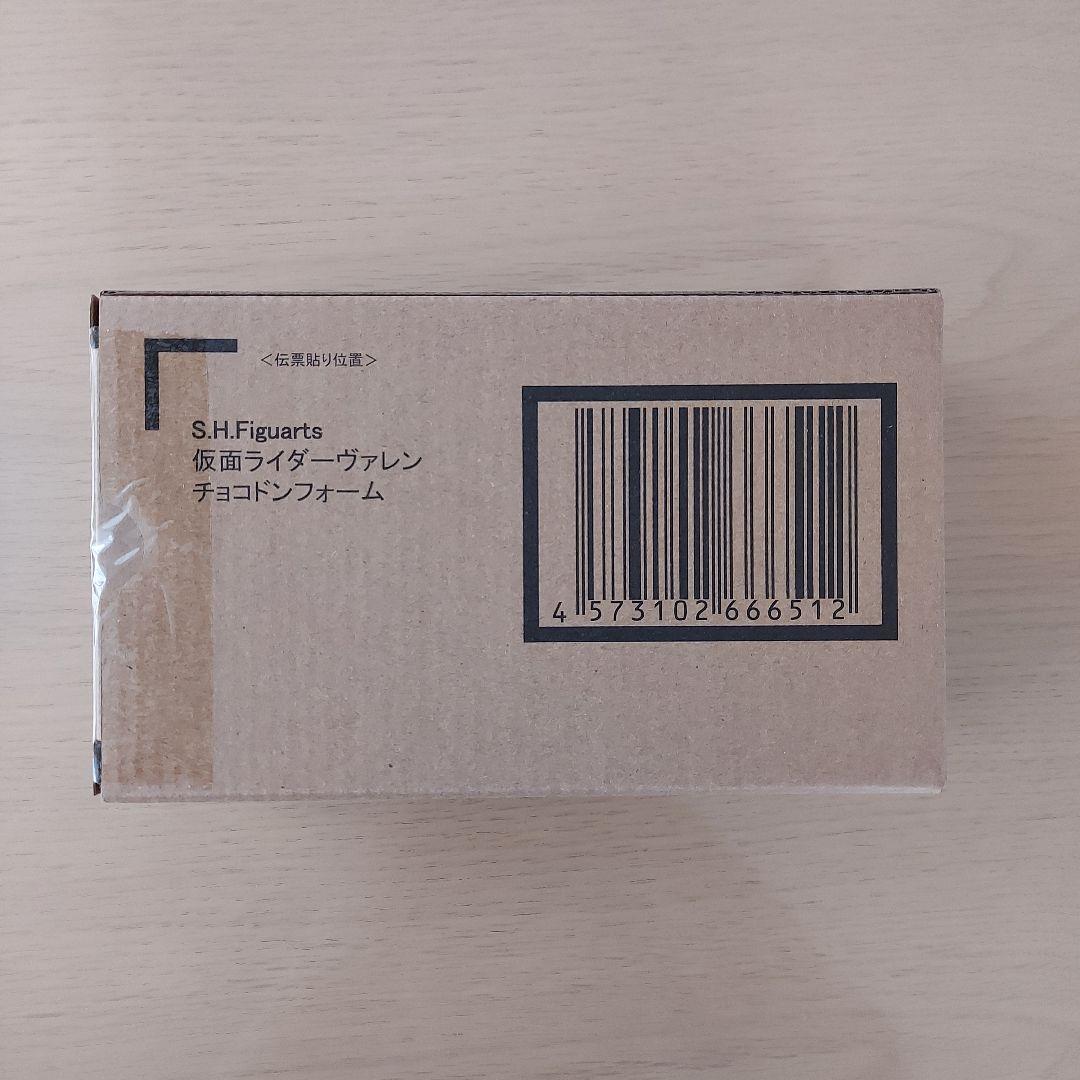 ＜伝票貼り位置＞
S.H.Figuarts
仮面ライダーヴァレン
チョコドンフォーム
4 573102 666512